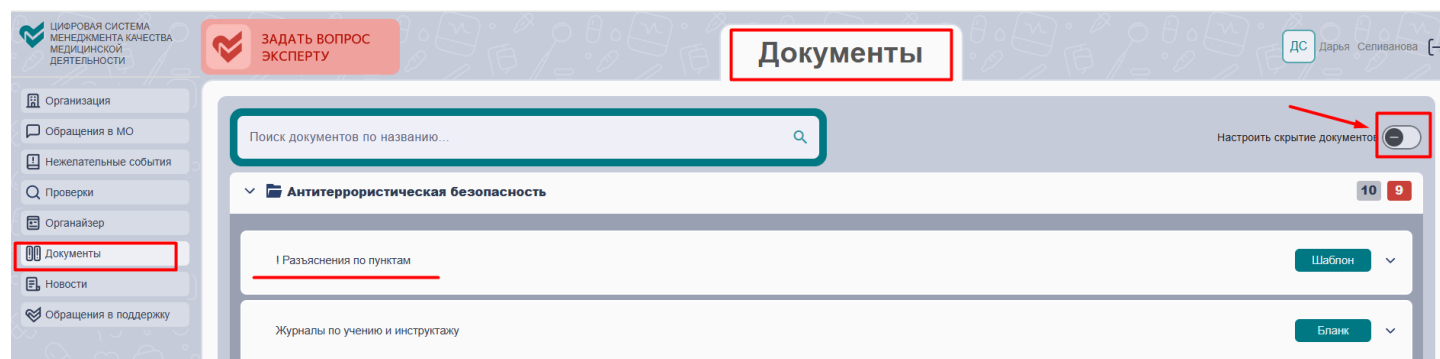 ЦИФРОВАЯ СИСТЕМА
МЕНЕДЖМЕНТА КАЧЕСТВА
МЕДИЦИНСКОЙ
ДЕЯТЕЛЬНОСТИ
ЗАДАТЬ ВОПРОС
ЭКСПЕРТУ
Документы
ДС Дарья Селиванова
Организация
Обращения в МО
Нежелательные события
Проверки
Органайзер
Документы
Новости
Обращения в поддержку
Поиск документов по названию...
Настроить скрытие документов
Антитеррористическая безопасность
10 9
! Разъяснения по пунктам
Шаблон
Журналы по учению и инструктажу
Бланк